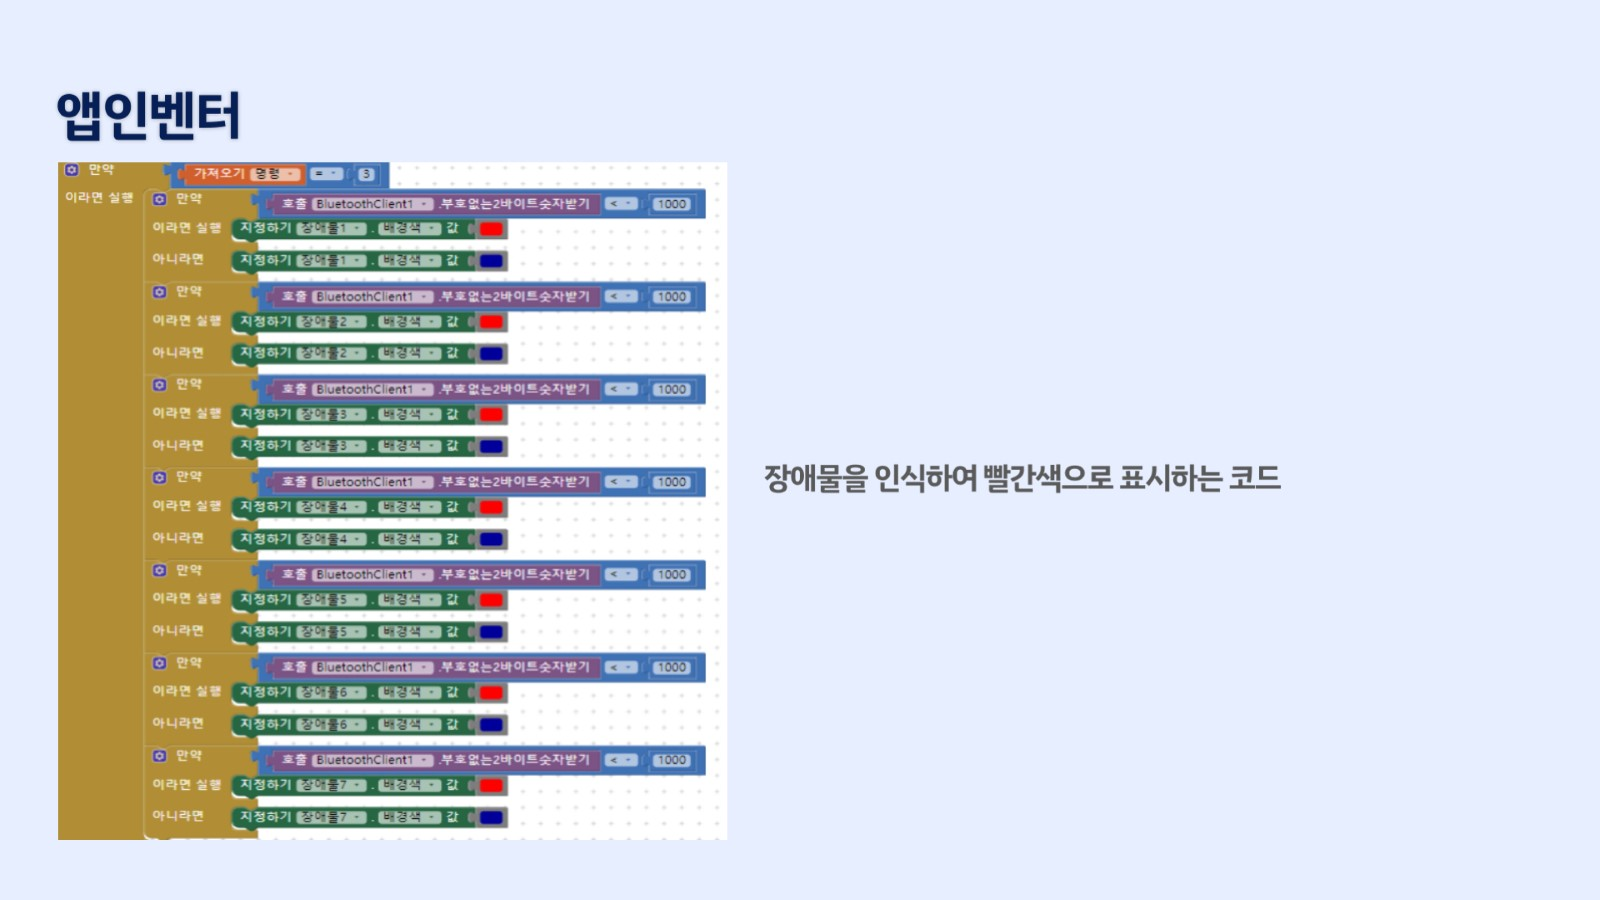 앱인벤터
만약 가져오기 명령 = 3
이라면 실행 만약 호출 BluetoothClient1 .부호없는2바이트숫자받기 < 1000
이라면 실행 지정하기 장애물1 . 배경색 값
아니라면 지정하기 장애물1 . 배경색 값
만약 호출 BluetoothClient1 .부호없는2바이트숫자받기 < 1000
이라면 실행 지정하기 장애물2 . 배경색 값
아니라면 지정하기 장애물2 . 배경색 값
만약 호출 BluetoothClient1 .부호없는2바이트숫자받기 < 1000
이라면 실행 지정하기 장애물3 . 배경색 값
아니라면 지정하기 장애물3 . 배경색 값
만약 호출 BluetoothClient1 .부호없는2바이트숫자받기 < 1000
이라면 실행 지정하기 장애물4 . 배경색 값
아니라면 지정하기 장애물4 . 배경색 값
만약 호출 BluetoothClient1 .부호없는2바이트숫자받기 < 1000
이라면 실행 지정하기 장애물5 . 배경색 값
아니라면 지정하기 장애물5 . 배경색 값
만약 호출 BluetoothClient1 .부호없는2바이트숫자받기 < 1000
이라면 실행 지정하기 장애물6 . 배경색 값
아니라면 지정하기 장애물6 . 배경색 값
만약 호출 BluetoothClient1 .부호없는2바이트숫자받기 < 1000
이라면 실행 지정하기 장애물7 . 배경색 값
아니라면 지정하기 장애물7 . 배경색 값
장애물을 인식하여 빨간색으로 표시하는 코드